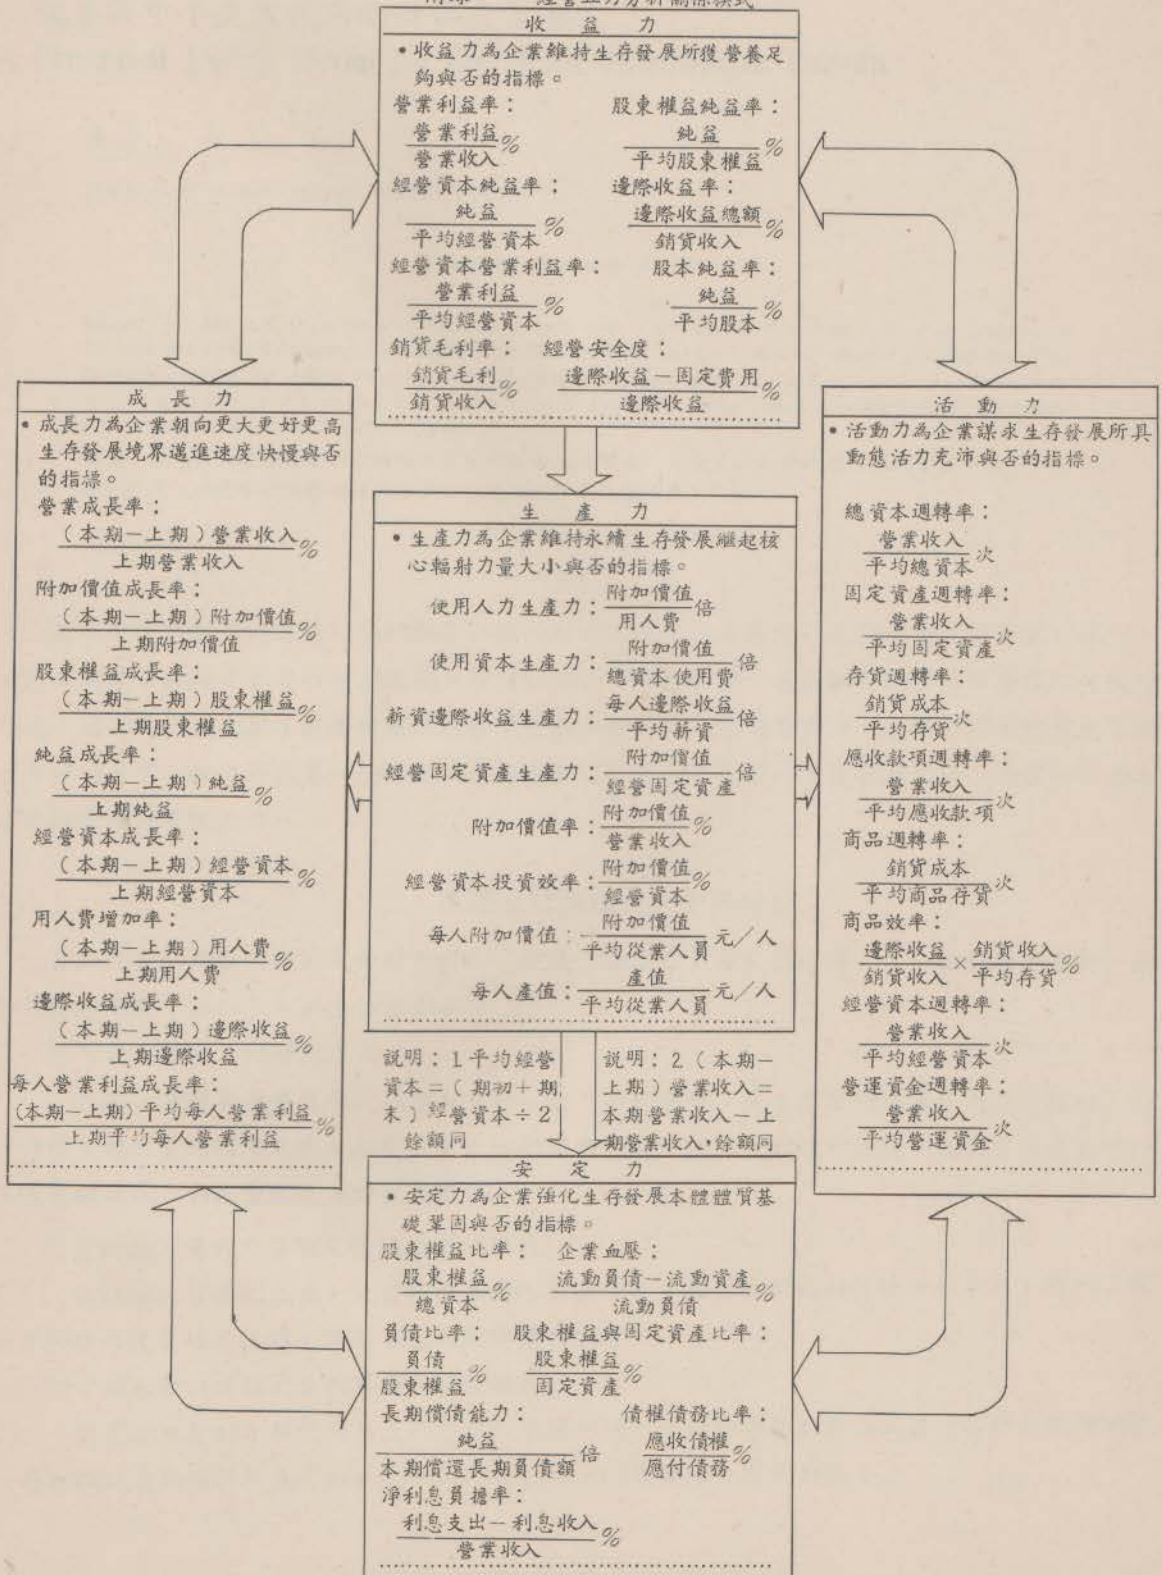 附錄一 經營五力分析關係模式
收益力
•收益力為企業維持生存發展所獲營養足
夠與否的指標。
營業利益率： 股東權益純益率：
營業利益/營業收入% 純益/平均股東權益%
經營資本純益率； 邊際收益率：
純益/平均經營資本% 邊際收益總額/銷貨收入%
經營資本營業利益率： 股本純益率：
營業利益/平均經營資本% 純益/平均股本%
銷貨毛利率： 經營安全度：
銷貨毛利/銷貨收入% 邊際收益－固定費用/邊際收益%
成長力
•成長力為企業朝向更大更好更高
生存發展境界邁進速度快慢與否
的指標。
營業成長率：
（本期－上期）營業收入/上期營業收入%
附加價值成長率：
（本期－上期）附加價值/上期附加價值%
股東權益成長率：
（本期－上期）股東權益/上期股東權益%
純益成長率：
（本期－上期）純益/上期純益%
經營資本成長率：
（本期－上期）經營資本/上期經營資本%
用人費增加率：
（本期－上期）用人費/上期用人費%
邊際收益成長率：
（本期－上期）邊際收益/上期邊際收益%
每人營業利益成長率：
(本期－上期)平均每人營業利益/上期平均每人營業利益%
生產力
•生產力為企業維持永續生存發展繼起核
心輻射力量大小與否的指標。
使用人力生產力：附加價值/用人費倍
使用資本生產力：附加價值/總資本使用費倍
薪資邊際收益生產力：每人邊際收益/平均薪資倍
經營固定資產生產力：附加價值/經營固定資產倍
附加價值率：附加價值/營業收入%
經營資本投資效率：附加價值/經營資本%
每人附加價值：附加價值/平均從業人員元／人
每人產值：產值/平均從業人員元／人
活動力
•活動力為企業謀求生存發展所具
動態活力充沛與否的指標。
總資本週轉率：
營業收入/平均總資本次
固定資產週轉率：
營業收入/平均固定資產次
存貨週轉率：
銷貨成本/平均存貨次
應收款項週轉率：
營業收入/平均應收款項次
商品週轉率：
銷貨成本/平均商品存貨次
商品效率：
邊際收益/銷貨收入×銷貨收入/平均存貨%
經營資本週轉率：
營業收入/平均經營資本次
營運資金週轉率：
營業收入/平均營運資金次
説明：1平均經營
資本＝（期初＋期
末）經營資本÷2
餘額同
説明：2.（本期－
上期）營業收入＝
本期營業收入－上
期營業收入，餘額同
安定力
•安定力為企業強化生存發展本體體質基
礎鞏固與否的指標。
股東權益比率： 企業血壓：
股東權益/總資本% 流動負債－流動資產/流動負債%
負債比率： 股東權益與固定資產比率：
負債/股東權益% 股東權益/固定資產%
長期償債能力： 債權債務比率：
純益/本期償還長期負債額倍 應收債權/應付債務%
淨利息負擔率：
利息支出－利息收入/營業收入%